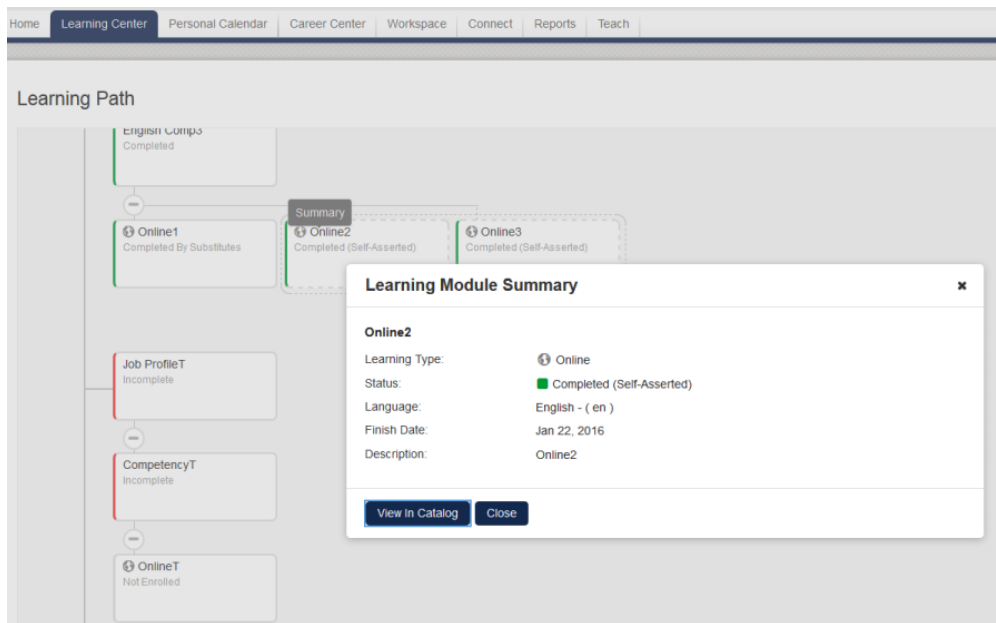 Home Learning Center Personal Calendar Career Center Workspace Connect Reports Teach
Learning Path
English Comp3
Completed
Summary
Online1
Completed By Substitutes
Online2
Completed (Self-Asserted)
Online3
Completed (Self-Asserted)
Learning Module Summary
Online2
Learning Type: Online
Status: Completed (Self-Asserted)
Language: English - ( en )
Finish Date: Jan 22, 2016
Description: Online2
View In Catalog Close
Job ProfileT
Incomplete
CompetencyT
Incomplete
OnlineT
Not Enrolled